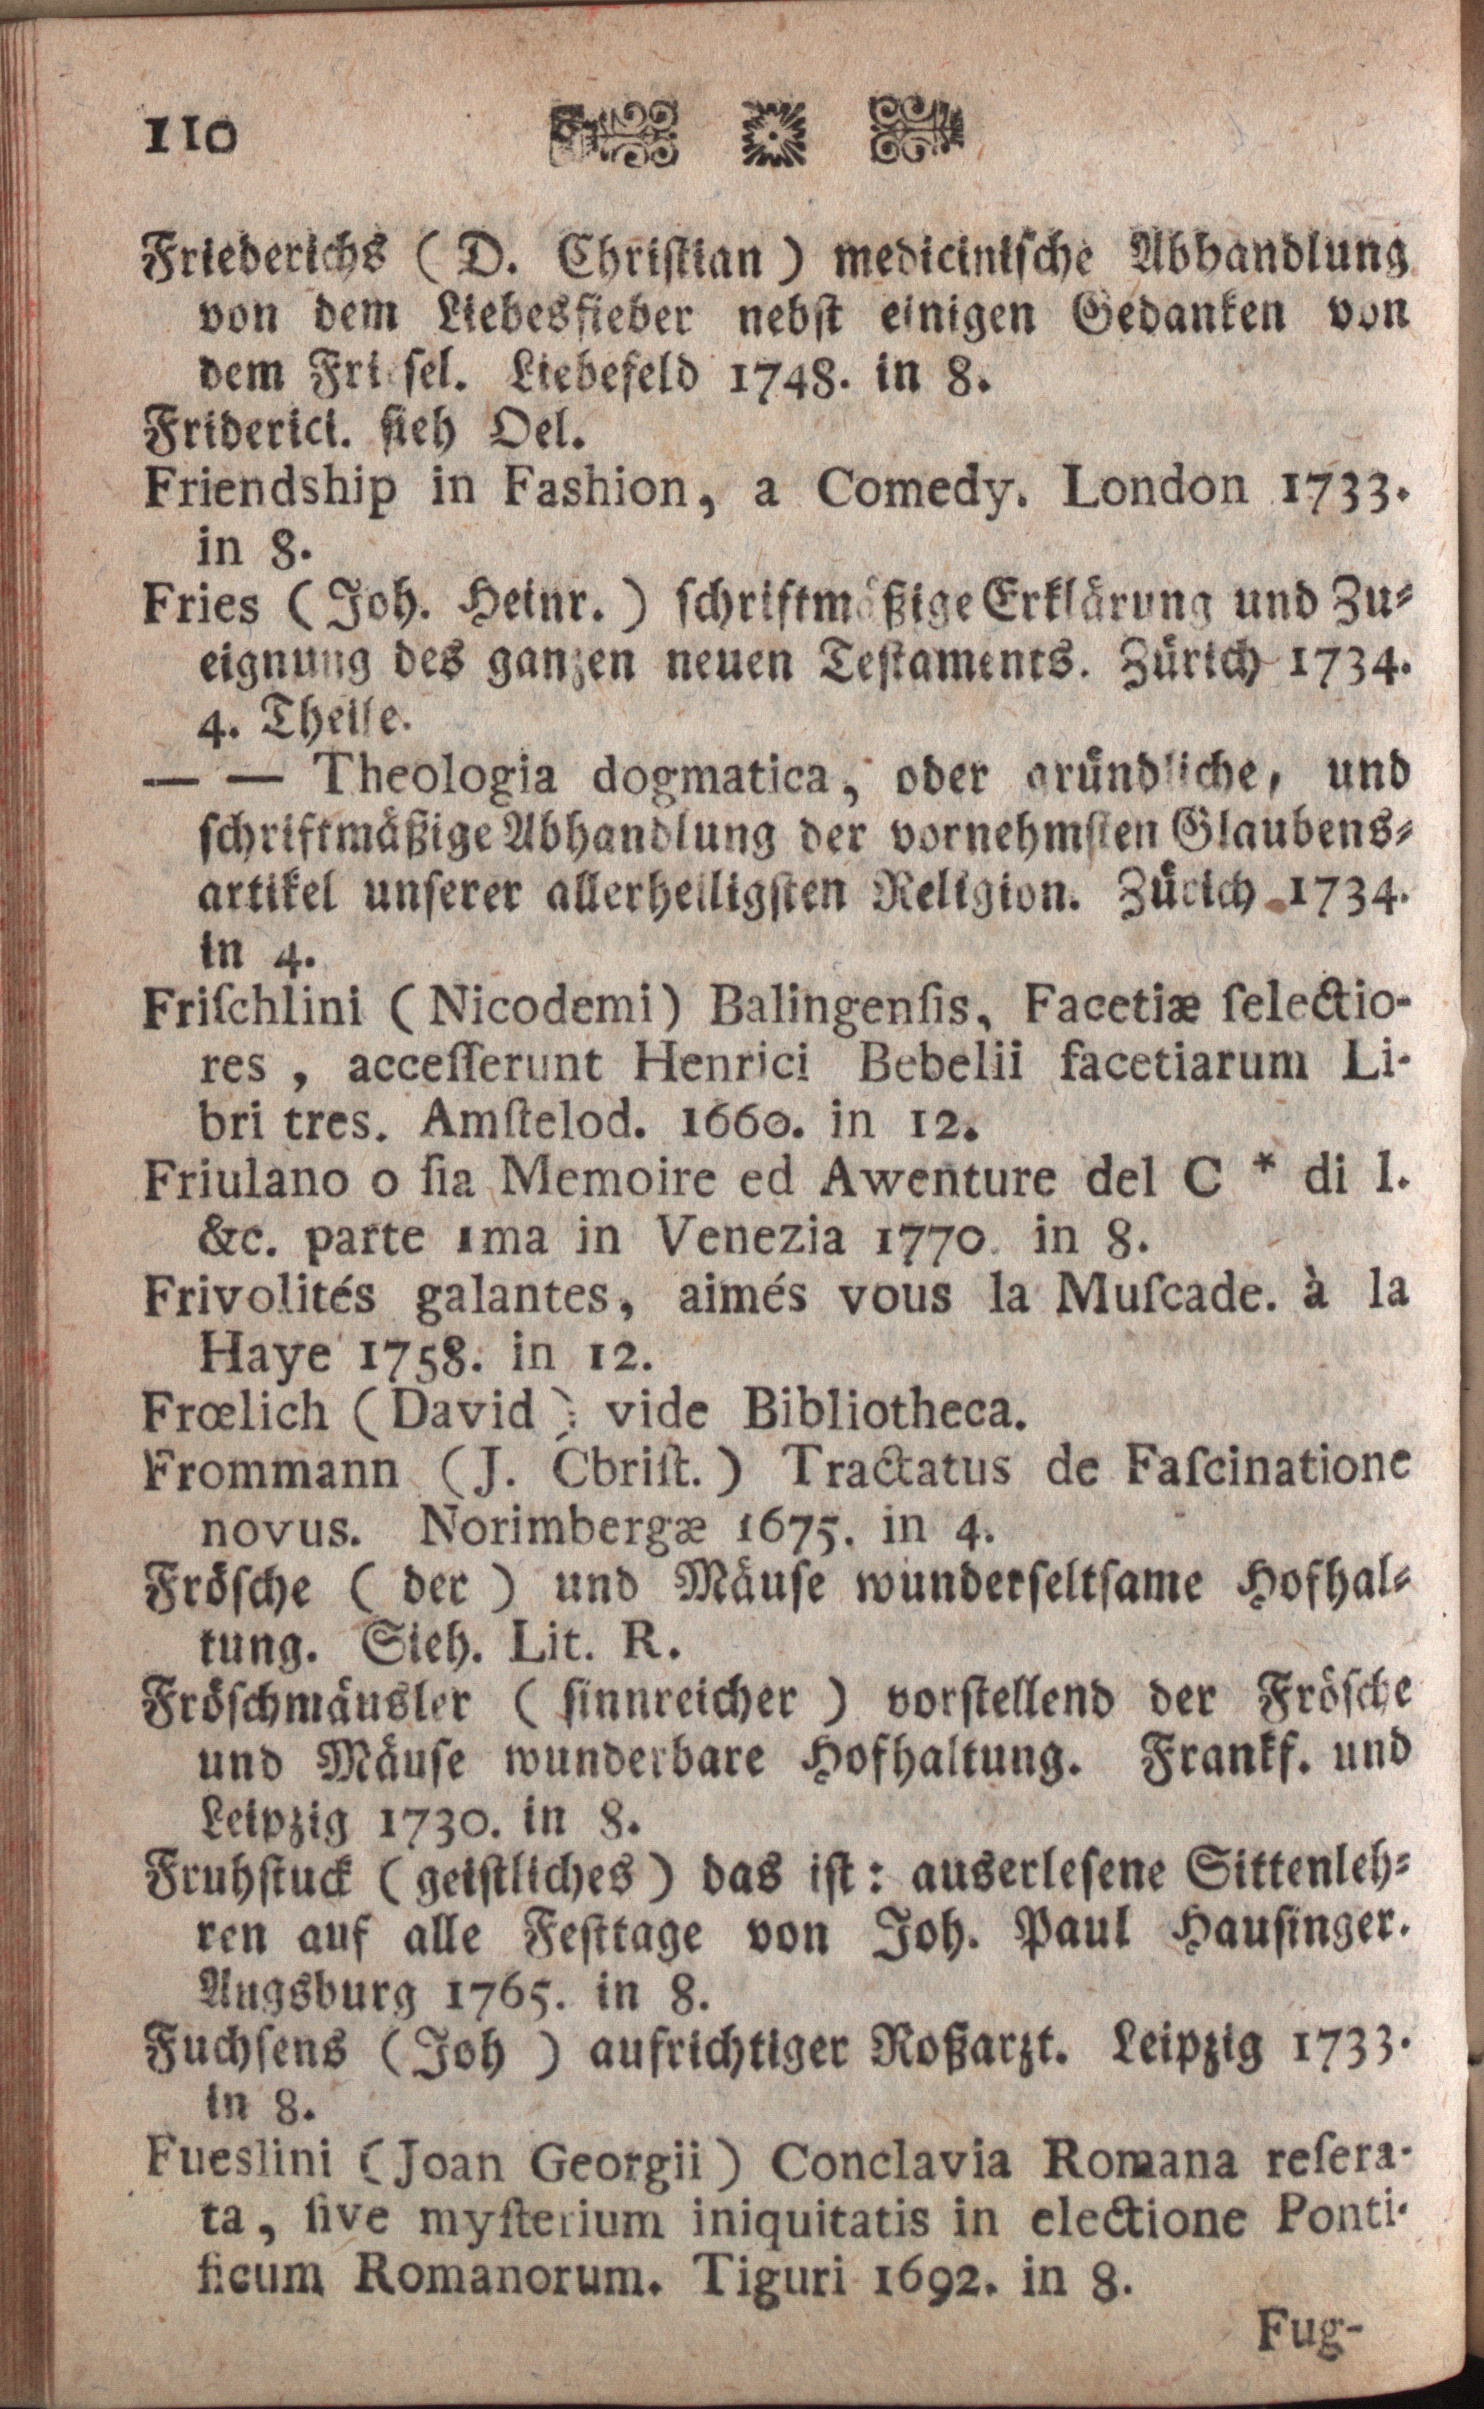 110
Friederichs (D. Christian) medicinische Abhandlung
von dem Liebesfieber nebst einigen Gedanken von
dem Friesel. Liebefeld 1748. in 8.
Friderici. sieh Oel.
Friendship in Fashion, a Comedy. London 1733.
in 8.
Fries (Joh. Heinr.) schriftmäßige Erklärung und Zu⸗
eignung des ganzen neuen Testaments. Zürich 1734.
4. Theile.
— — Theologia dogmatica, oder gründliche, und
schriftmäßige Abhandlung der vornehmsten Glaubens⸗
artikel unserer allerheiligsten Religion. Zürich 1734.
in 4.
Friſchlini (Nicodemi) Balingenſis, Facetiæ ſelectio-
res, acceſſerunt Henrici Bebelii facetiarum Li-
bri tres. Amſtelod. 1660. in 12.
Friulano o ſia Memoire ed Awenture del C * di l.
&c. parte 1ma in Venezia 1770. in 8.
Frivolités galantes, aimés vous la Muſcade. à la
Haye 1758. in 12.
Frœlich (David) vide Bibliotheca.
Frommann (J. Cbriſt.) Tractatus de Faſcinatione
novus. Norimbergæ 1675. in 4.
Frösche (der) und Mäuse wunderseltsame Hofhal⸗
tung. Sieh. Lit. R.
Fröschmäusler (sinnreicher) vorstellend der Frösche
und Mäuse wunderbare Hofhaltung. Frankf. und
Leipzig 1730. in 8.
Fruhstuck (geistliches) das ist: auserlesene Sittenleh⸗
ren auf alle Festtage von Joh. Paul Hausinger.
Augsburg 1765. in 8.
Fuchsens (Joh ) aufrichtiger Roßarzt. Leipzig 1733.
in 8.
Fueslini (Joan Georgii) Conclavia Romana reſera-
ta, ſive myſterium iniquitatis in electione Ponti-
ficum Romanorum. Tiguri 1692. in 8.
Fug-